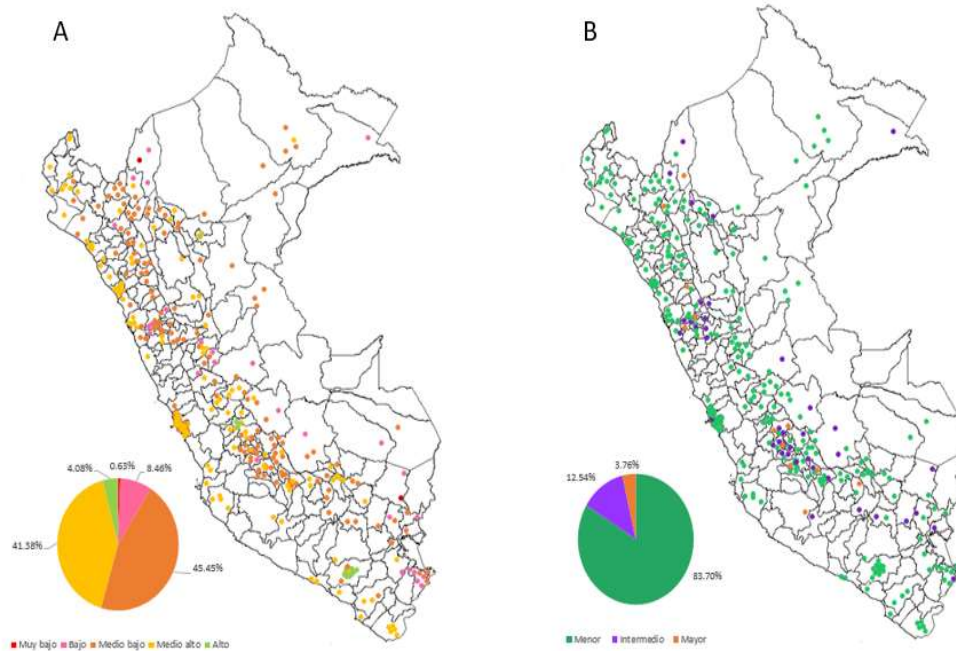 A
B
4.08%
0.63%
8.46%
41.38%
45.45%
Muy bajo Bajo Medio bajo Medio alto Alto
12.54%
3.76%
83.70%
Menor Intermedio Mayor